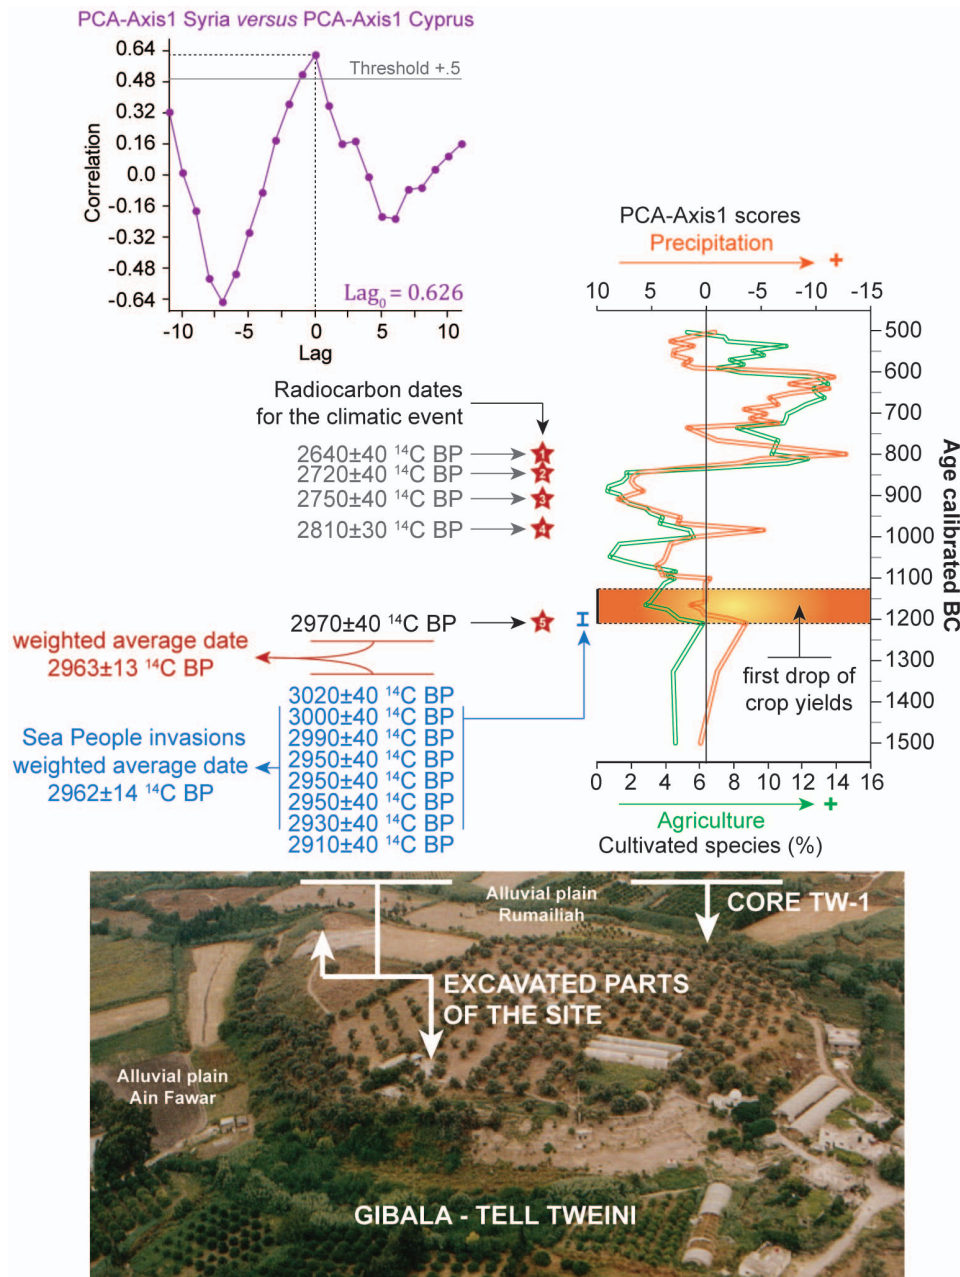 PCA-Axis1 Syria versus PCA-Axis1 Cyprus
0.64
0.48
0.32
0.16
0.0
-0.16
-0.32
-0.48
-0.64
Correlation
Threshold +.5
Lag₀ = 0.626
-10 -5 0 5 10
Lag
PCA-Axis1 scores
Precipitation
+
10 5 0 -5 -10 -15
500
600
700
800
900
1000
1100
1200
1300
1400
1500
Age calibrated BC
Radiocarbon dates
for the climatic event
2640±40 ¹⁴C BP
1
2720±40 ¹⁴C BP
2
2750±40 ¹⁴C BP
3
2810±30 ¹⁴C BP
4
2970±40 ¹⁴C BP
5
weighted average date
2963±13 ¹⁴C BP
3020±40 ¹⁴C BP
3000±40 ¹⁴C BP
2990±40 ¹⁴C BP
2950±40 ¹⁴C BP
2950±40 ¹⁴C BP
2950±40 ¹⁴C BP
2930±40 ¹⁴C BP
2910±40 ¹⁴C BP
Sea People invasions
weighted average date
2962±14 ¹⁴C BP
first drop of
crop yields
0 2 4 6 8 10 12 14 16
+
Agriculture
Cultivated species (%)
Alluvial plain
Rumailiah
CORE TW-1
EXCAVATED PARTS
OF THE SITE
Alluvial plain
Ain Fawar
GIBALA - TELL TWEINI